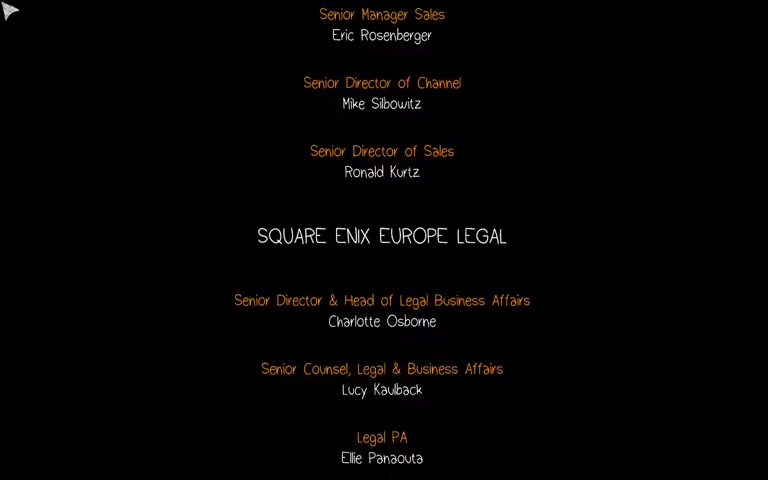 Senior Manager Sales
Eric Rosenberger
Senior Director of Channel
Mike Silbowitz
Senior Director of Sales
Ronald Kurtz
SQUARE ENIX EUROPE LEGAL
Senior Director & Head of Legal Business Affairs
Charlotte Osborne
Senior Counsel, Legal & Business Affairs
Lucy Kaulback
Legal PA
Ellie Panaouta